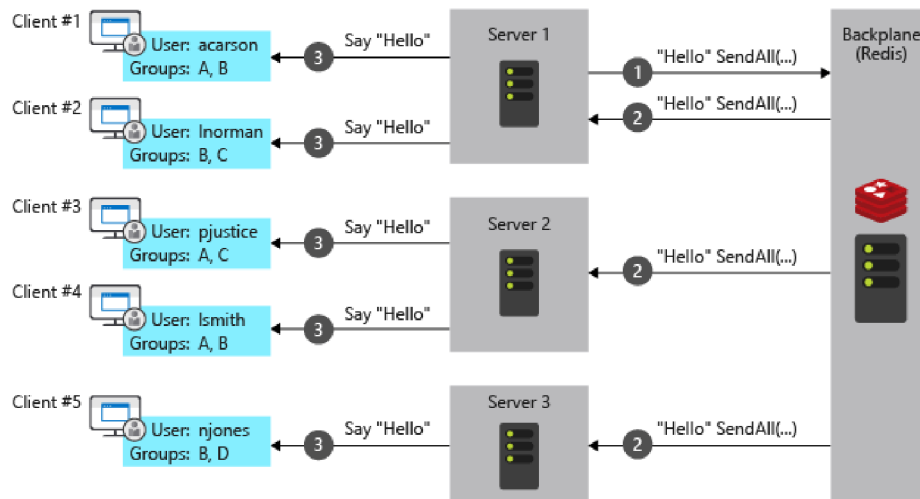 Client #1
User: acarson
Groups: A, B
3
Say "Hello"
Server 1
1
"Hello" SendAll(...)
Backplane
(Redis)
Client #2
User: lnorman
Groups: B, C
3
Say "Hello"
2
"Hello" SendAll(...)
Client #3
User: pjustice
Groups: A, C
3
Say "Hello"
Server 2
2
"Hello" SendAll(...)
Client #4
User: lsmith
Groups: A, B
3
Say "Hello"
Client #5
User: njones
Groups: B, D
3
Say "Hello"
Server 3
2
"Hello" SendAll(...)